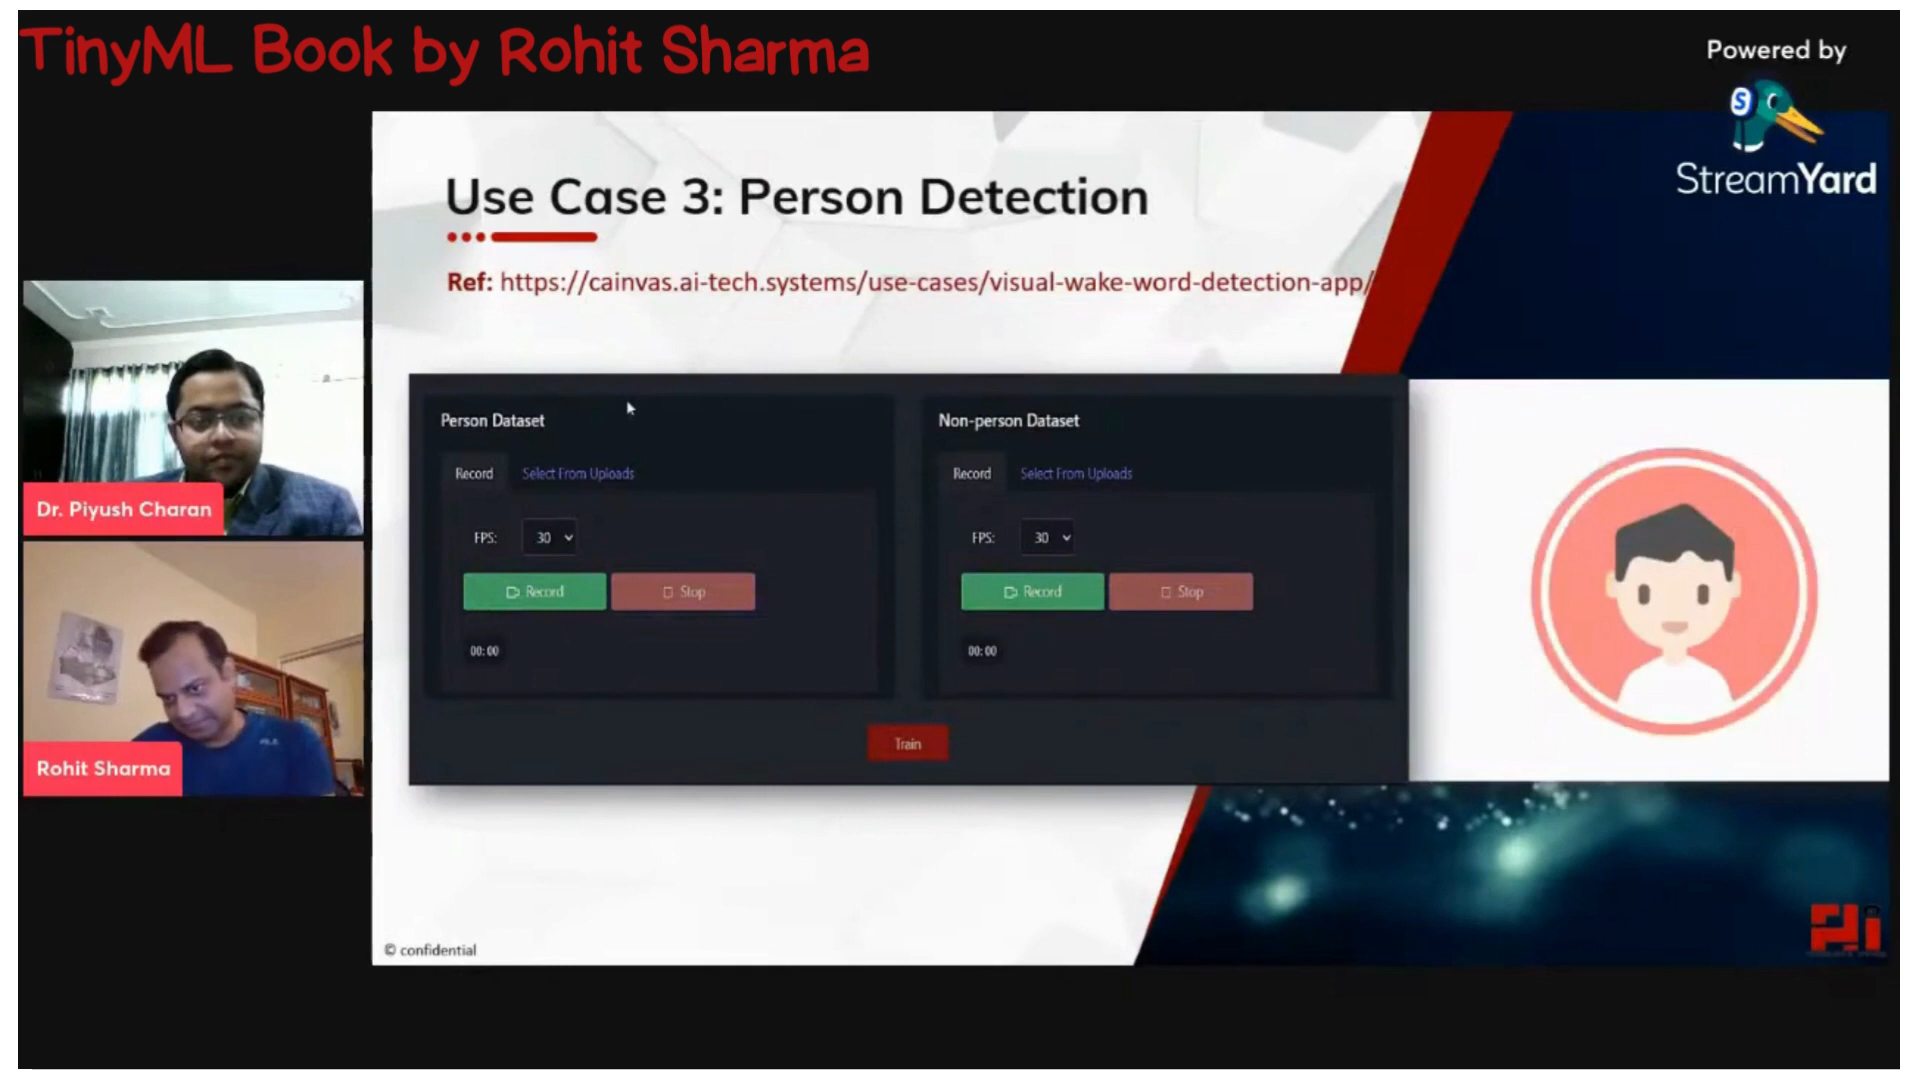 TinyML Book by Rohit Sharma
Powered by
StreamYard
Use Case 3: Person Detection
Ref: https://cainvas.ai-tech.systems/use-cases/visual-wake-word-detection-app/
Dr. Piyush Charan
Rohit Sharma
Person Dataset
Record Select From Uploads
FPS: 30
Record Stop
00:00
Non-person Dataset
Record Select From Uploads
FPS: 30
Record Stop
00:00
Train
© confidential